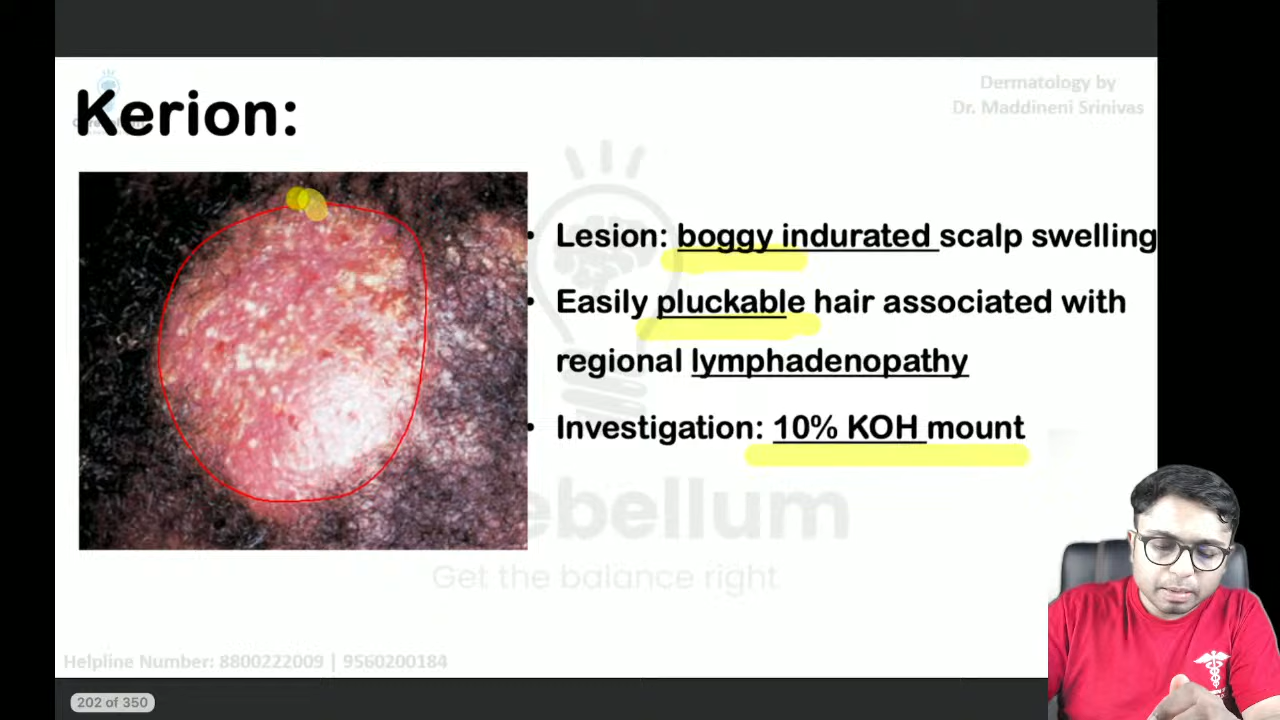 Kerion:
Dermatology by
Dr. Maddineni Srinivas
• Lesion: boggy indurated scalp swelling
• Easily pluckable hair associated with
regional lymphadenopathy
• Investigation: 10% KOH mount
ebellum
Get the balance right
Helpline Number: 8800222009 | 9560200184
202 of 350